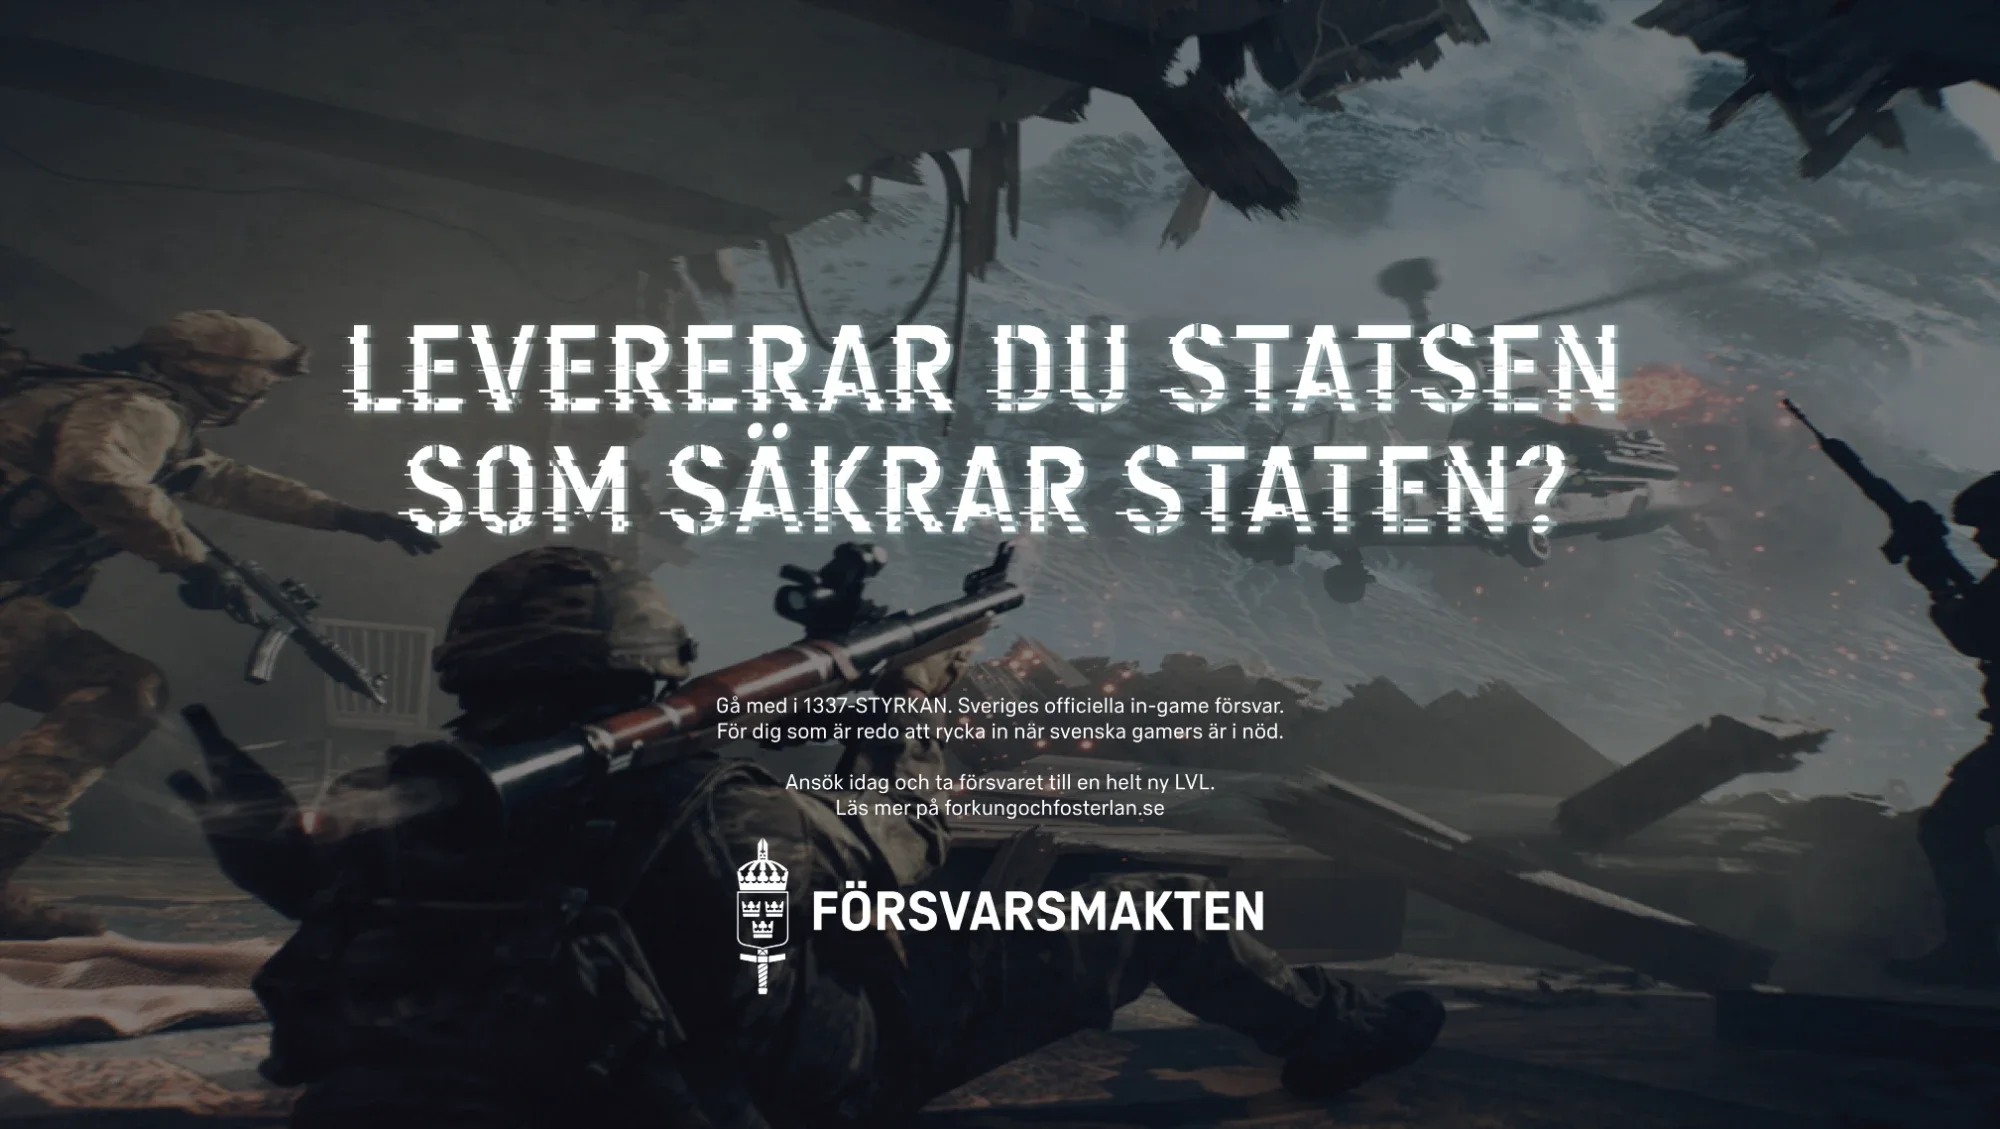 LEVERERAR DU STATSEN
SOM SÄKRAR STATEN?
Gå med i 1337-STYRKAN. Sveriges officiella in-game försvar.
För dig som är redo att rycka in när svenska gamers är i nöd.
Ansök idag och ta försvaret till en helt ny LVL.
Läs mer på forkungochfosterlan.se
FÖRSVARSMAKTEN